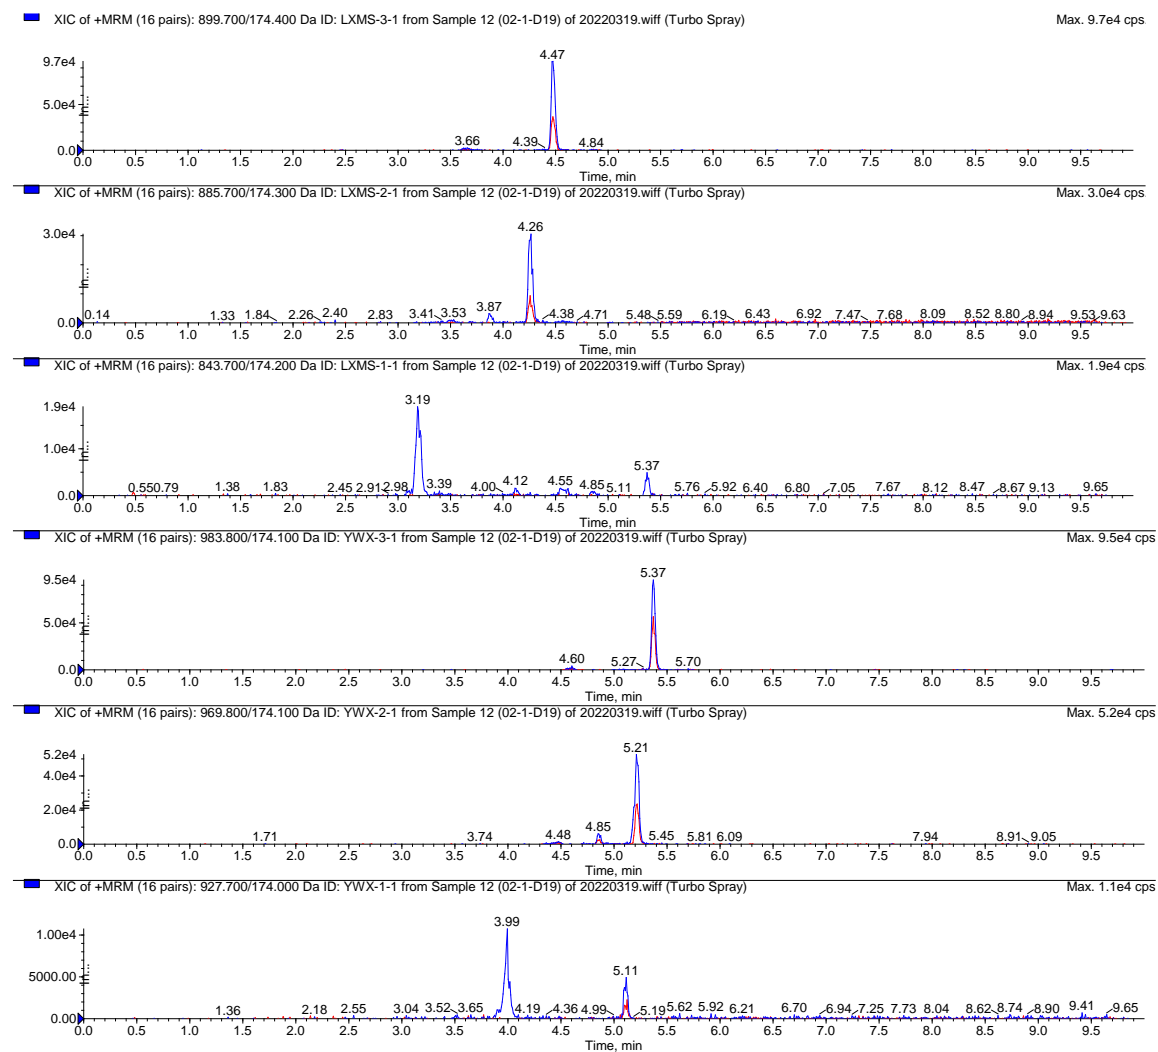 XIC of +MRM (16 pairs): 899.700/174.400 Da ID: LXMS-3-1 from Sample 12 (02-1-D19) of 20220319.wiff (Turbo Spray) Max. 9.7e4 cps.
4.47
9.7e4
5.0e4
In...
3.66 4.39 4.84
0.0
0.0 0.5 1.0 1.5 2.0 2.5 3.0 3.5 4.0 4.5 5.0 5.5 6.0 6.5 7.0 7.5 8.0 8.5 9.0 9.5
Time, min
XIC of +MRM (16 pairs): 885.700/174.300 Da ID: LXMS-2-1 from Sample 12 (02-1-D19) of 20220319.wiff (Turbo Spray) Max. 3.0e4 cps.
4.26
3.0e4
In...
0.14 1.33 1.84 2.26 2.40 2.83 3.41 3.53 3.87 4.38 4.71 5.48 5.59 6.19 6.43 6.92 7.47 7.68 8.09 8.52 8.80 8.94 9.53 9.63
0.0
0.0 0.5 1.0 1.5 2.0 2.5 3.0 3.5 4.0 4.5 5.0 5.5 6.0 6.5 7.0 7.5 8.0 8.5 9.0 9.5
Time, min
XIC of +MRM (16 pairs): 843.700/174.200 Da ID: LXMS-1-1 from Sample 12 (02-1-D19) of 20220319.wiff (Turbo Spray) Max. 1.9e4 cps.
3.19
1.9e4
1.0e4
In...
5.37
0.55 0.79 1.38 1.83 2.45 2.91 2.98 3.39 4.00 4.12 4.55 4.85 5.11 5.76 5.92 6.40 6.80 7.05 7.67 8.12 8.47 8.67 9.13 9.65
0.0
0.0 0.5 1.0 1.5 2.0 2.5 3.0 3.5 4.0 4.5 5.0 5.5 6.0 6.5 7.0 7.5 8.0 8.5 9.0 9.5
Time, min
XIC of +MRM (16 pairs): 983.800/174.100 Da ID: YWX-3-1 from Sample 12 (02-1-D19) of 20220319.wiff (Turbo Spray) Max. 9.5e4 cps.
5.37
9.5e4
5.0e4
In...
4.60 5.27 5.70
0.0
0.0 0.5 1.0 1.5 2.0 2.5 3.0 3.5 4.0 4.5 5.0 5.5 6.0 6.5 7.0 7.5 8.0 8.5 9.0 9.5
Time, min
XIC of +MRM (16 pairs): 969.800/174.100 Da ID: YWX-2-1 from Sample 12 (02-1-D19) of 20220319.wiff (Turbo Spray) Max. 5.2e4 cps.
5.21
5.2e4
4.0e4
2.0e4
In...
1.71 3.74 4.48 4.85 5.45 5.81 6.09 7.94 8.91 9.05
0.0
0.0 0.5 1.0 1.5 2.0 2.5 3.0 3.5 4.0 4.5 5.0 5.5 6.0 6.5 7.0 7.5 8.0 8.5 9.0 9.5
Time, min
XIC of +MRM (16 pairs): 927.700/174.000 Da ID: YWX-1-1 from Sample 12 (02-1-D19) of 20220319.wiff (Turbo Spray) Max. 1.1e4 cps.
3.99
1.00e4
5.11
5000.00
In...
1.36 2.18 2.55 3.04 3.52 3.65 4.19 4.36 4.99 5.19 5.62 5.92 6.21 6.70 6.94 7.25 7.73 8.04 8.62 8.74 8.90 9.41 9.65
0.00
0.0 0.5 1.0 1.5 2.0 2.5 3.0 3.5 4.0 4.5 5.0 5.5 6.0 6.5 7.0 7.5 8.0 8.5 9.0 9.5
Time, min